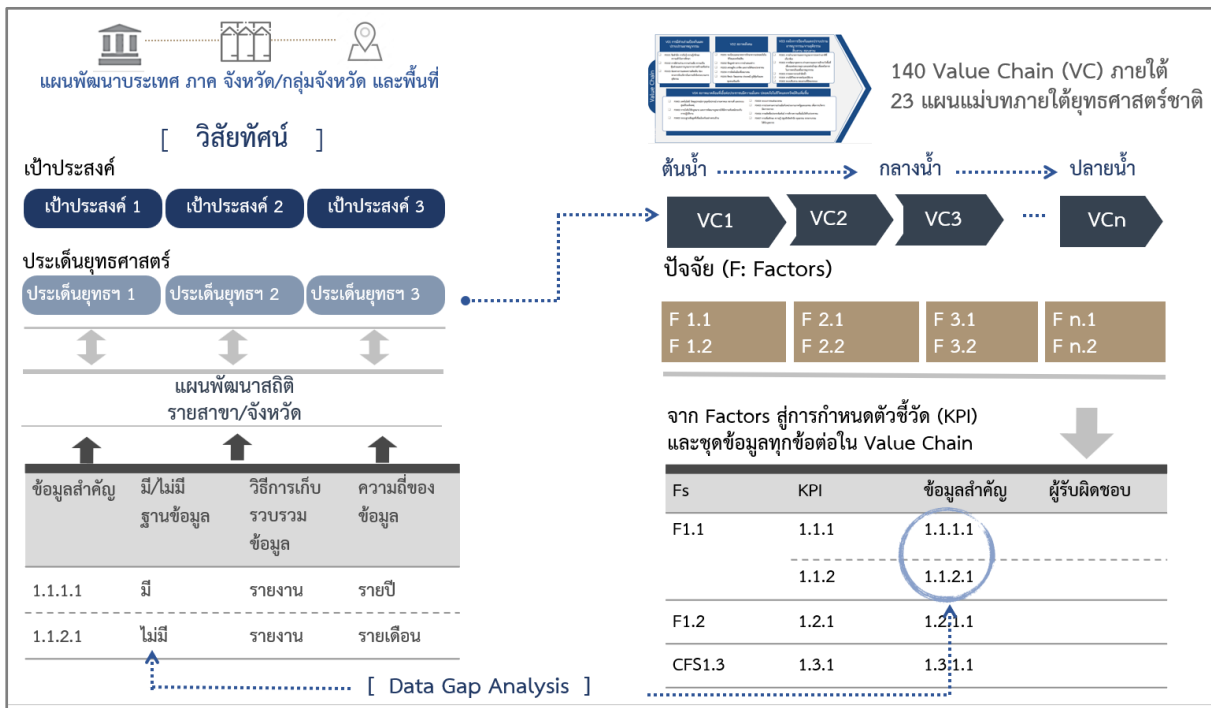 แผนพัฒนาประเทศ ภาค จังหวัด/กลุ่มจังหวัด และพื้นที่
[ วิสัยทัศน์ ]
เป้าประสงค์
เป้าประสงค์ 1
เป้าประสงค์ 2
เป้าประสงค์ 3
ประเด็นยุทธศาสตร์
ประเด็นยุทธฯ 1
ประเด็นยุทธฯ 2
ประเด็นยุทธฯ 3
แผนพัฒนาสถิติ
รายสาขา/จังหวัด
ข้อมูลสำคัญ
มี/ไม่มี
ฐานข้อมูล
วิธีการเก็บ
รวบรวม
ข้อมูล
ความถี่ของ
ข้อมูล
1.1.1.1 มี รายงาน รายปี
1.1.2.1 ไม่มี รายงาน รายเดือน
[ Data Gap Analysis ]
Value Chain
140 Value Chain (VC) ภายใต้
23 แผนแม่บทภายใต้ยุทธศาสตร์ชาติ
ต้นน้ำ กลางน้ำ ปลายน้ำ
VC1 VC2 VC3 VCn
ปัจจัย (F: Factors)
F 1.1 F 2.1 F 3.1 F n.1
F 1.2 F 2.2 F 3.2 F n.2
จาก Factors สู่การกำหนดตัวชี้วัด (KPI)
และชุดข้อมูลทุกข้อต่อใน Value Chain
Fs KPI ข้อมูลสำคัญ ผู้รับผิดชอบ
F1.1 1.1.1 1.1.1.1
1.1.2 1.1.2.1
F1.2 1.2.1 1.2.1.1
CFS1.3 1.3.1 1.3.1.1